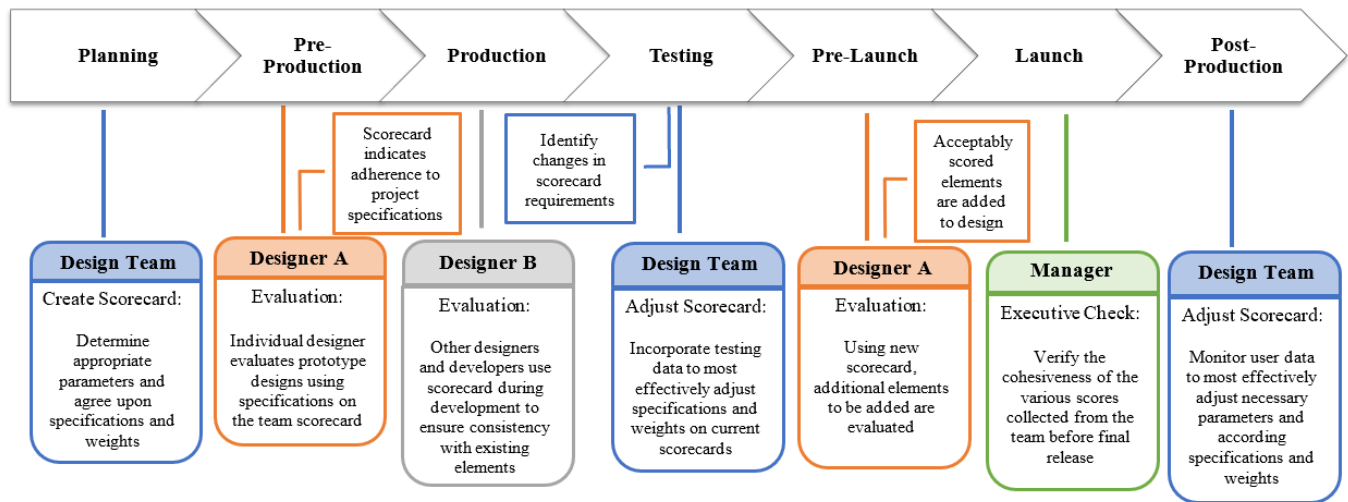 Planning
Pre-
Production
Production
Testing
Pre-Launch
Launch
Post-
Production
Scorecard
indicates
adherence to
project
specifications
Identify
changes in
scorecard
requirements
Acceptably
scored
elements
are added
to design
Design Team
Create Scorecard:
Determine
appropriate
parameters and
agree upon
specifications and
weights
Designer A
Evaluation:
Individual designer
evaluates prototype
designs using
specifications on
the team scorecard
Designer B
Evaluation:
Other designers
and developers use
scorecard during
development to
ensure consistency
with existing
elements
Design Team
Adjust Scorecard:
Incorporate testing
data to most
effectively adjust
specifications and
weights on current
scorecards
Designer A
Evaluation:
Using new
scorecard,
additional elements
to be added are
evaluated
Manager
Executive Check:
Verify the
cohesiveness of the
various scores
collected from the
team before final
release
Design Team
Adjust Scorecard:
Monitor user data
to most effectively
adjust necessary
parameters and
according
specifications and
weights